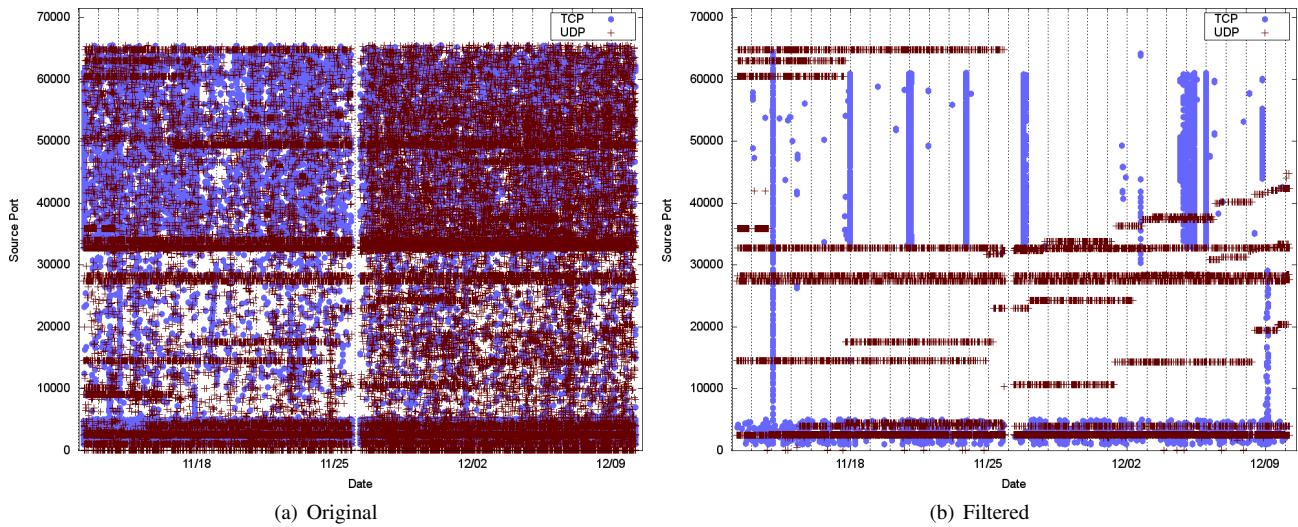 70000
60000
50000
40000
30000
20000
10000
0
Source Port
TCP
UDP
11/18
11/25
12/02
12/09
Date
(a) Original
70000
60000
50000
40000
30000
20000
10000
0
Source Port
TCP
UDP
11/18
11/25
12/02
12/09
Date
(b) Filtered